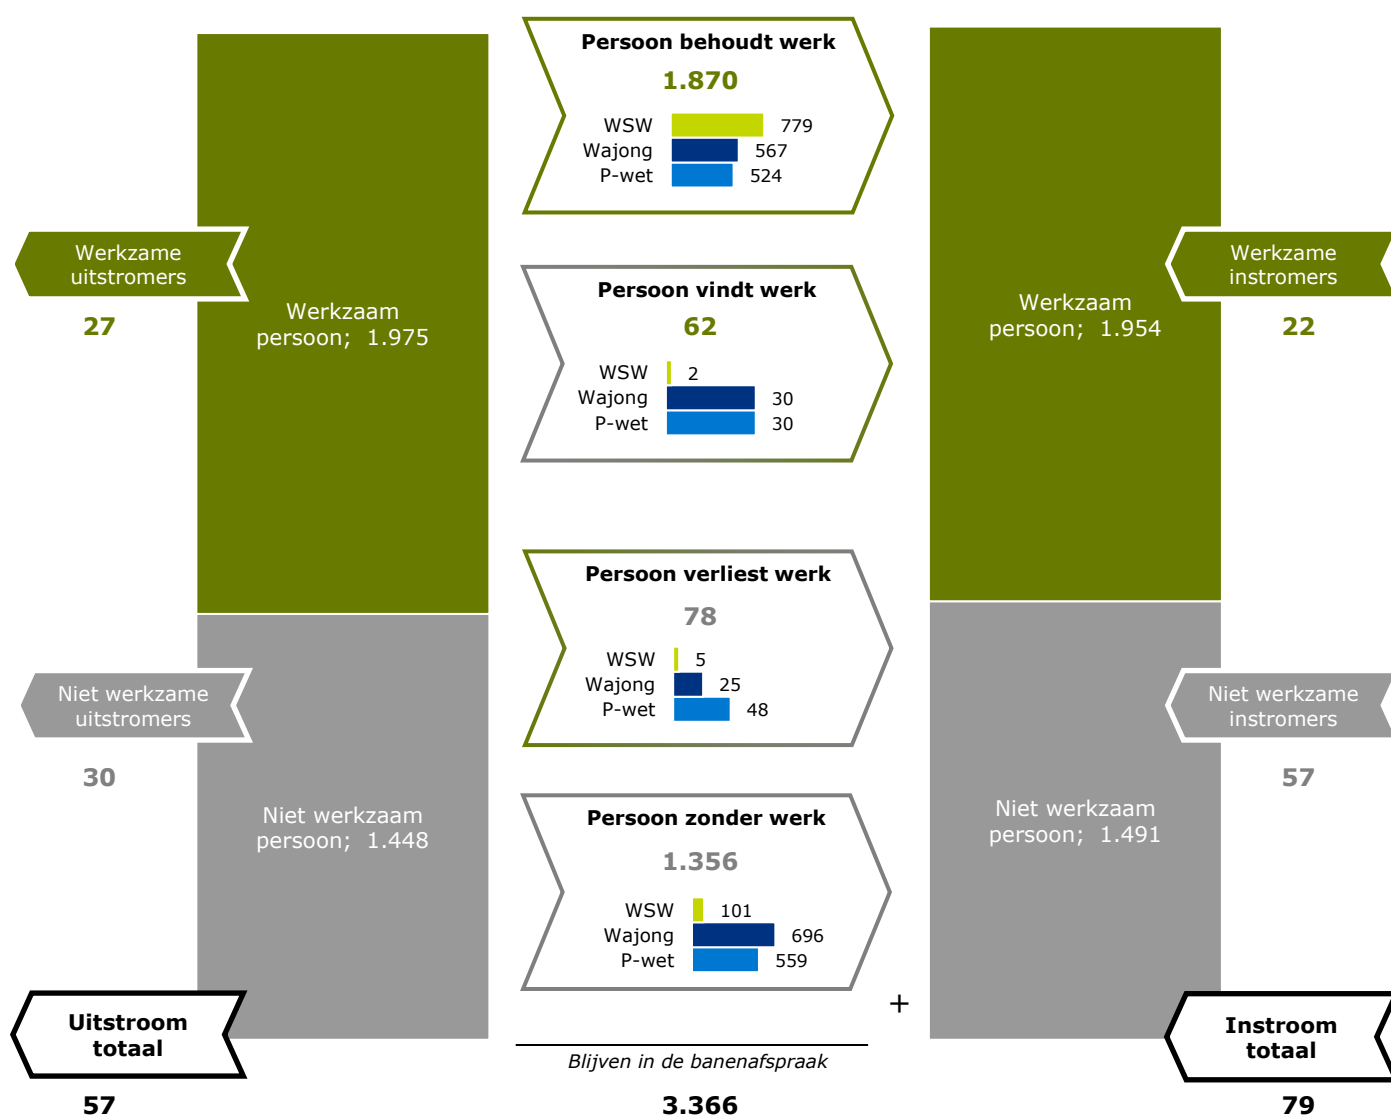 Werkzame
uitstromers
27
Niet werkzame
uitstromers
30
Uitstroom
totaal
57
Werkzaam
persoon; 1.975
Niet werkzaam
persoon; 1.448
Persoon behoudt werk
1.870
WSW 779
Wajong 567
P-wet 524
Persoon vindt werk
62
WSW 2
Wajong 30
P-wet 30
Persoon verliest werk
78
WSW 5
Wajong 25
P-wet 48
Persoon zonder werk
1.356
WSW 101
Wajong 696
P-wet 559
+
Blijven in de banenafspraak
3.366
Werkzaam
persoon; 1.954
Niet werkzaam
persoon; 1.491
Werkzame
instromers
22
Niet werkzame
instromers
57
Instroom
totaal
79